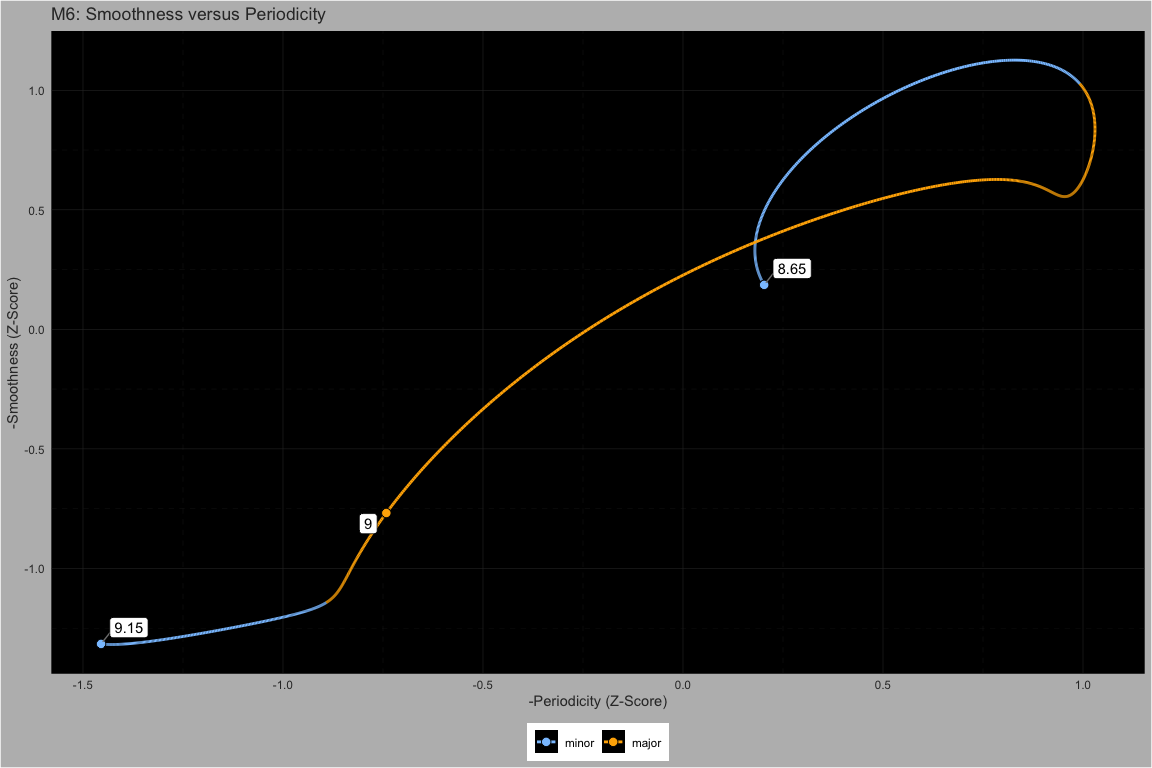 M6: Smoothness versus Periodicity
-Smoothness (Z-Score)
1.0
0.5
0.0
-0.5
-1.0
8.65
9
9.15
-1.5 -1.0 -0.5 0.0 0.5 1.0
-Periodicity (Z-Score)
minor major